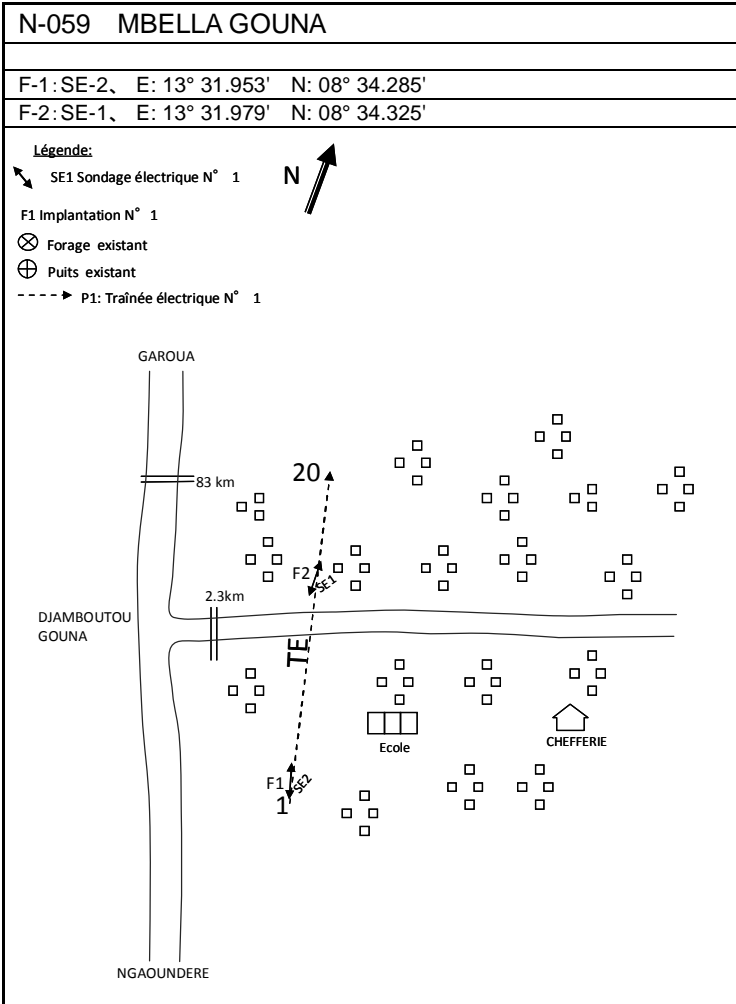 N-059 MBELLA GOUNA
F-1:SE-2、 E: 13° 31.953' N: 08° 34.285'
F-2:SE-1、 E: 13° 31.979' N: 08° 34.325'
Légende:
SE1 Sondage électrique N° 1
N
F1 Implantation N° 1
Forage existant
Puits existant
P1: Traînée électrique N° 1
GAROUA
20
83 km
F2
SE1
2.3km
DJAMBOUTOU
GOUNA
TE
Ecole
CHEFFERIE
F1
SE2
1
NGAOUNDERE